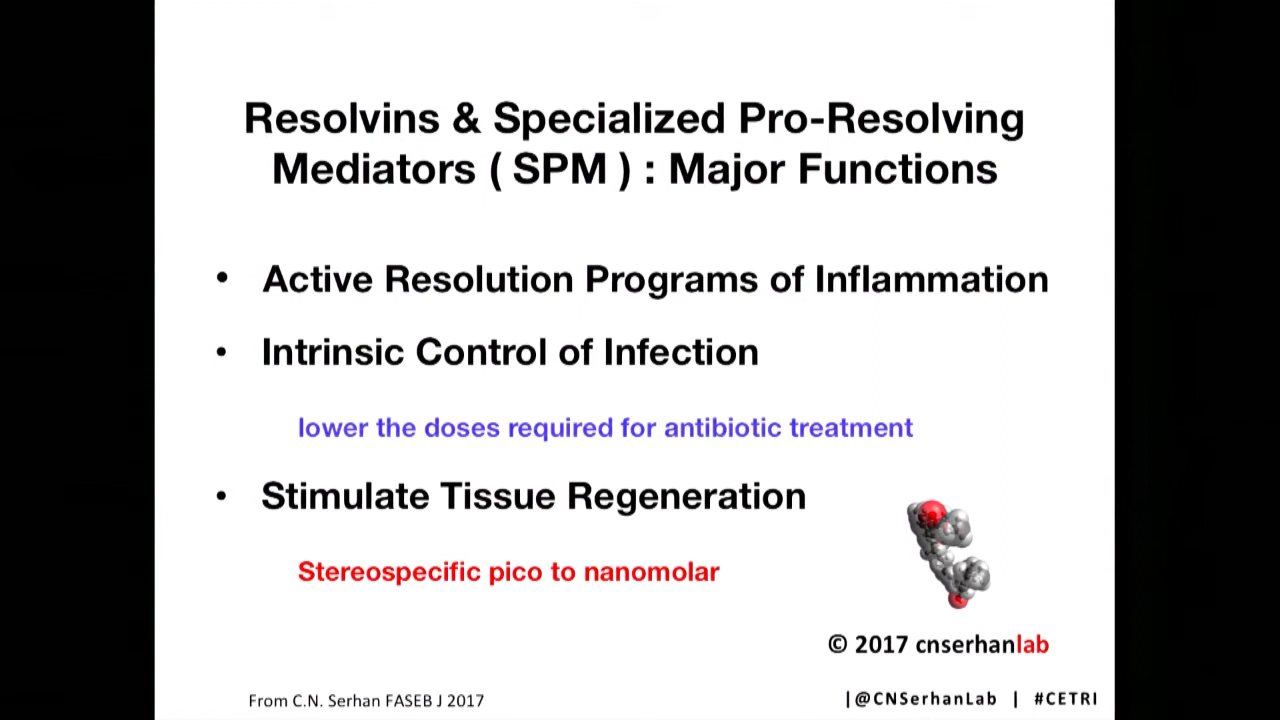 Resolvins & Specialized Pro-Resolving
Mediators ( SPM ) : Major Functions
• Active Resolution Programs of Inflammation
• Intrinsic Control of Infection
lower the doses required for antibiotic treatment
• Stimulate Tissue Regeneration
Stereospecific pico to nanomolar
© 2017 cnserhanlab
From C.N. Serhan FASEB J 2017
|@CNSerhanLab | #CETRI